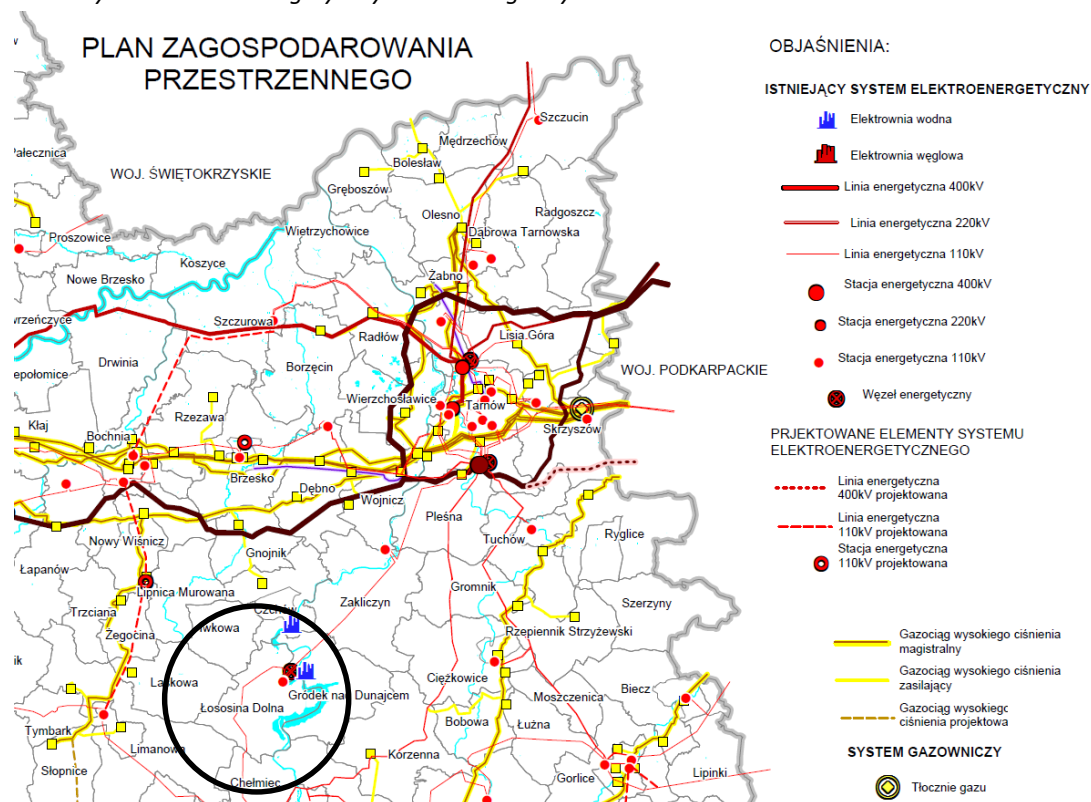 PLAN ZAGOSPODAROWANIA
PRZESTRZENNEGO
WOJ. ŚWIĘTOKRZYSKIE
Szczucin
Mędrzechów
Bolesław
Gręboszów
Olesno
Radgoszcz
Dąbrowa Tarnowska
Wietrzychowice
Proszowice
Koszyce
Nowe Brzesko
Żabno
Szczurowa
Radłów
Lisia Góra
Drwinia
WOJ. PODKARPACKIE
Borzęcin
Wierzchosławice
Tarnów
Rzezawa
Kłaj
Bochnia
Skrzyszów
Brzesko
Dębno
Wojnicz
Pleśna
Nowy Wiśnicz
Gnojnik
Tuchów
Ryglice
Łapanów
Lipnica Murowana
Zakliczyn
Gromnik
Szerzyny
Trzciana
Żegocina
Rzepiennik Strzyżewski
Ciężkowice
Gródek nad Dunajcem
Moszczenica
Biecz
Łososina Dolna
Bobowa
Łużna
Tymbark
Limanowa
Korzenna
Słopnice
Chełmiec
Gorlice
Lipinki
OBJAŚNIENIA:
ISTNIEJĄCY SYSTEM ELEKTROENERGETYCZNY
Elektrownia wodna
Elektrownia węglowa
Linia energetyczna 400kV
Linia energetyczna 220kV
Linia energetyczna 110kV
Stacja energetyczna 400kV
Stacja energetyczna 220kV
Stacja energetyczna 110kV
Węzeł energetyczny
PRJEKTOWANE ELEMENTY SYSTEMU
ELEKTROENERGETYCZNEGO
Linia energetyczna
400kV projektowana
Linia energetyczna
110kV projektowana
Stacja energetyczna
110kV projektowana
Gazociąg wysokiego ciśnienia
magistralny
Gazociąg wysokiego ciśnienia
zasilający
Gazociąg wysokiegc
ciśnienia projektowa
SYSTEM GAZOWNICZY
Tłocznie gazu